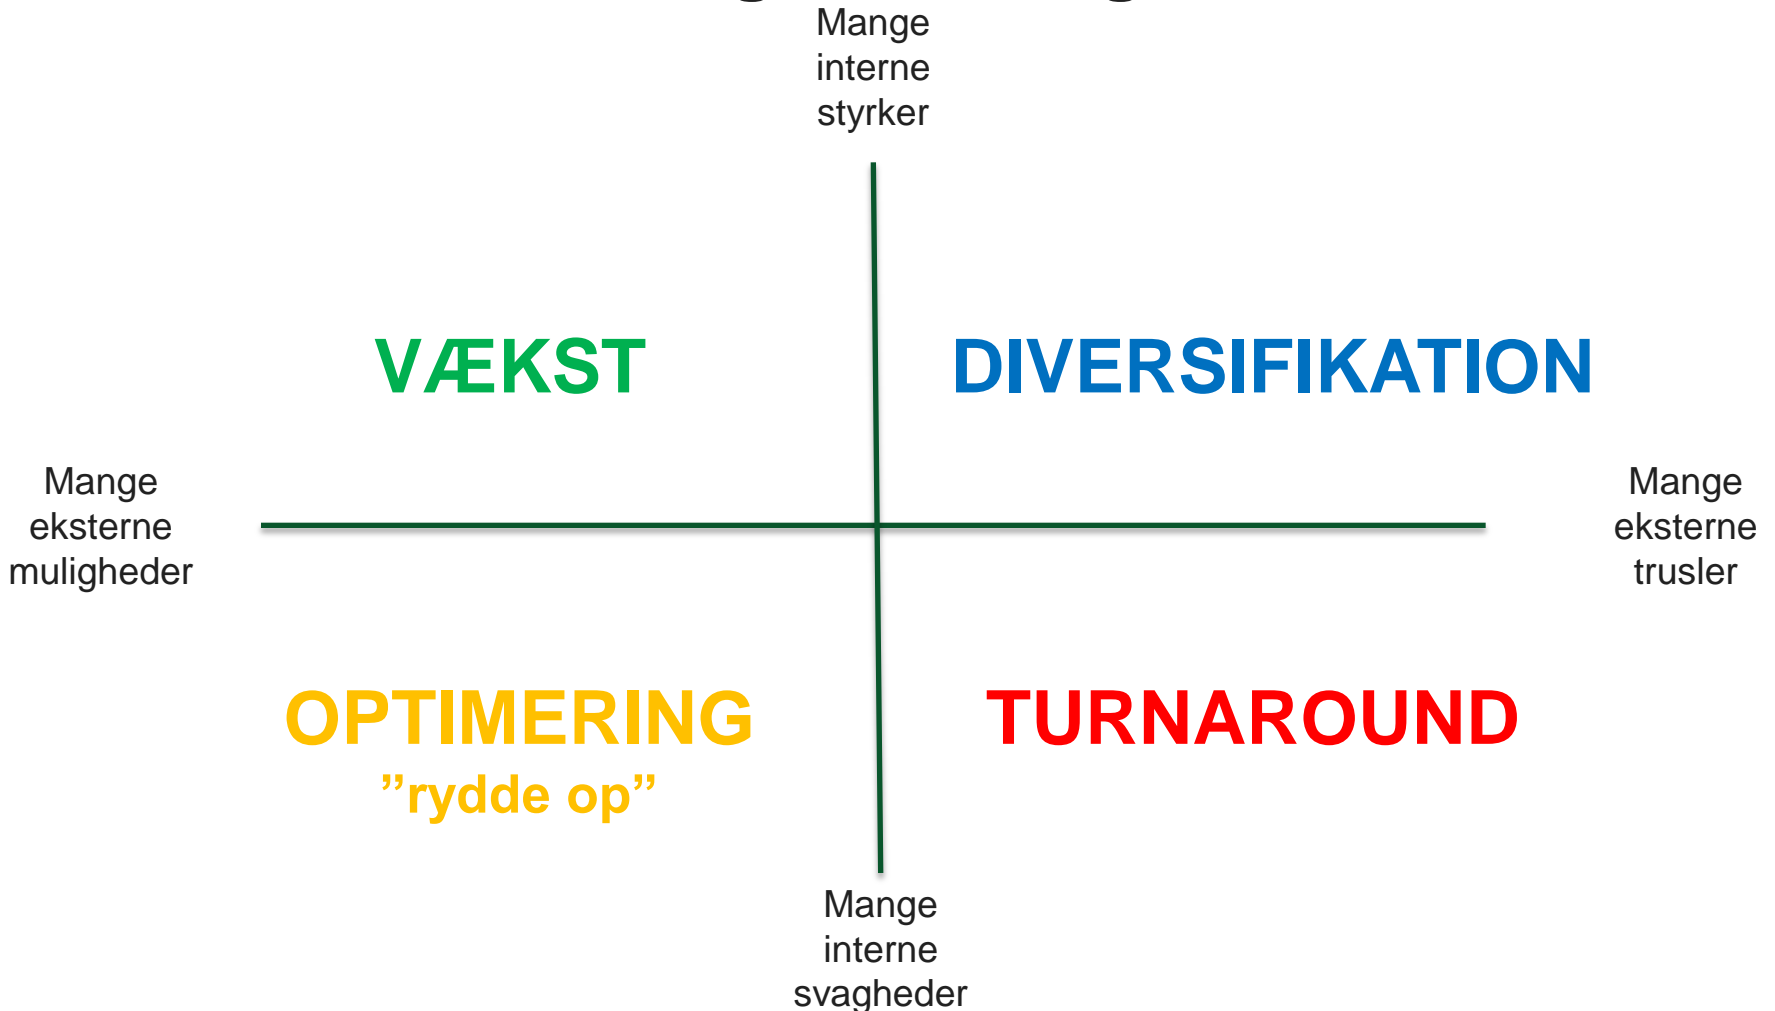 Mange
interne
styrker
VÆKST
DIVERSIFIKATION
Mange
eksterne
muligheder
Mange
eksterne
trusler
OPTIMERING
”rydde op”
TURNAROUND
Mange
interne
svagheder